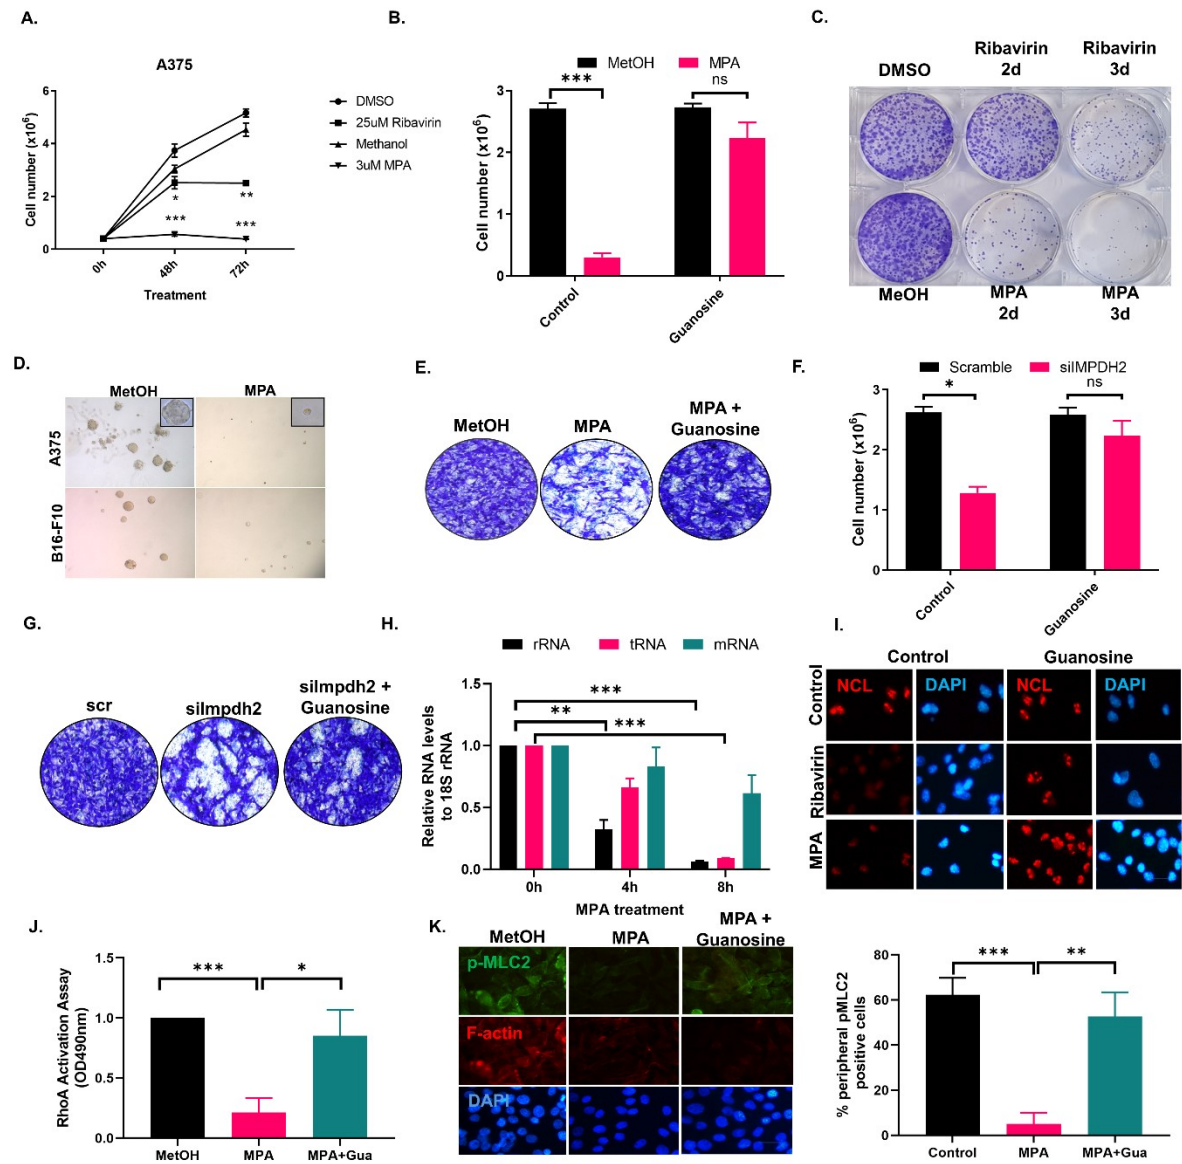 A.
A375
Cell number (x10⁶)
6
4
2
0
*
***
**
***
0h
48h
72h
Treatment
DMSO
25uM Ribavirin
Methanol
3uM MPA
B.
MetOH MPA
*** ns
Cell number (x10⁶)
3
2
1
0
Control
Guanosine
C.
DMSO
Ribavirin
2d
Ribavirin
3d
MeOH
MPA
2d
MPA
3d
D.
MetOH MPA
A375
B16-F10
E.
MetOH
MPA
MPA +
Guanosine
F.
Scramble siIMPDH2
* ns
Cell number (x10⁶)
3
2
1
0
Control
Guanosine
G.
scr
siImpdh2
siImpdh2 +
Guanosine
H.
rRNA tRNA mRNA
Relative RNA levels
to 18S rRNA
1.5
1.0
0.5
0.0
***
** ***
0h 4h 8h
MPA treatment
I.
Control Guanosine
NCL DAPI NCL DAPI
Control
Ribavirin
MPA
J.
RhoA Activation Assay
(OD490nm)
1.0
0.5
0.0
*** *
MetOH MPA MPA+Gua
K.
MetOH
MPA
MPA +
Guanosine
p-MLC2
F-actin
DAPI
% peripheral pMLC2
positive cells
80
60
40
20
0
*** **
Control MPA MPA+Gua